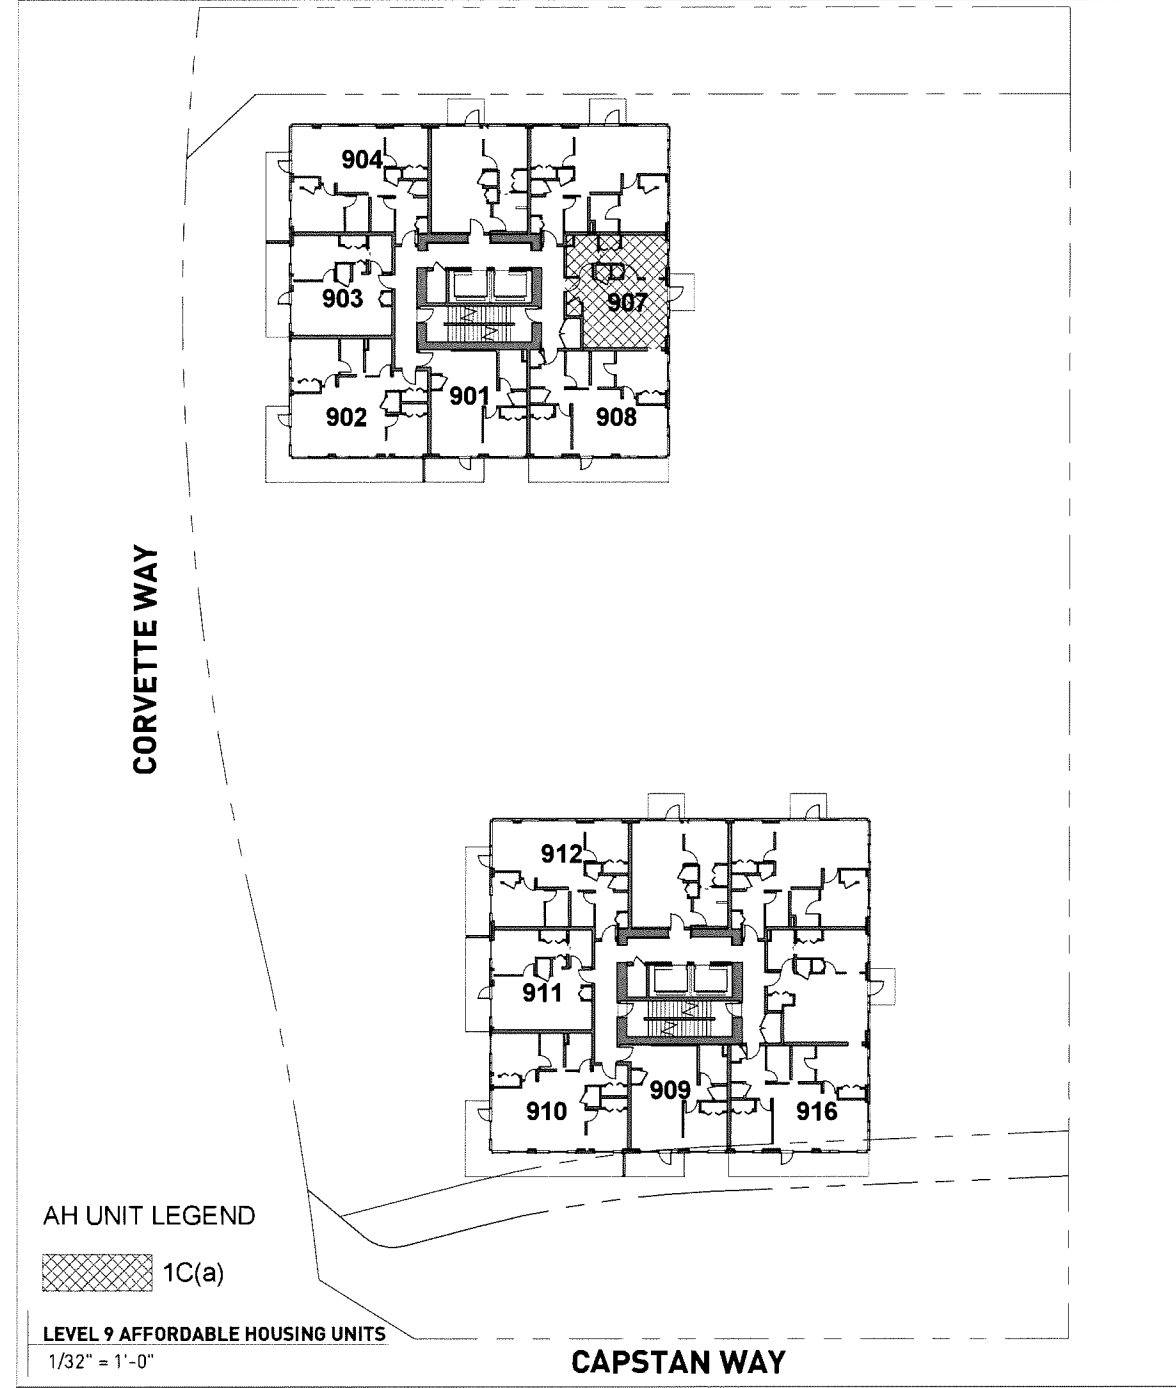 904
903
907
902
901
908
CORVETTE WAY
912
911
910
909
916
AH UNIT LEGEND
1C(a)
LEVEL 9 AFFORDABLE HOUSING UNITS
1/32" = 1'-0"
CAPSTAN WAY